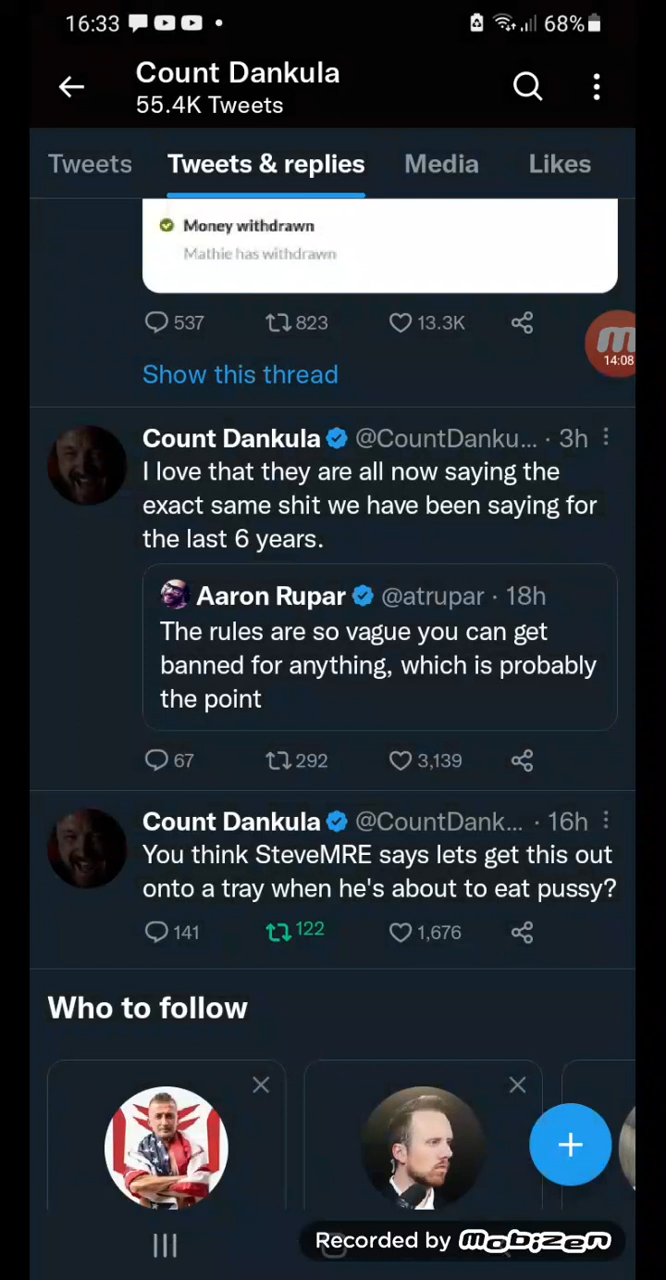 16:33
68%
Count Dankula
55.4K Tweets
Tweets
Tweets & replies
Media
Likes
Money withdrawn
Mathie has withdrawn
537
823
13.3K
14:08
Show this thread
Count Dankula @CountDanku... · 3h
I love that they are all now saying the
exact same shit we have been saying for
the last 6 years.
Aaron Rupar @atrupar · 18h
The rules are so vague you can get
banned for anything, which is probably
the point
67
292
3,139
Count Dankula @CountDank... · 16h
You think SteveMRE says lets get this out
onto a tray when he's about to eat pussy?
141
122
1,676
Who to follow
Recorded by mobizen